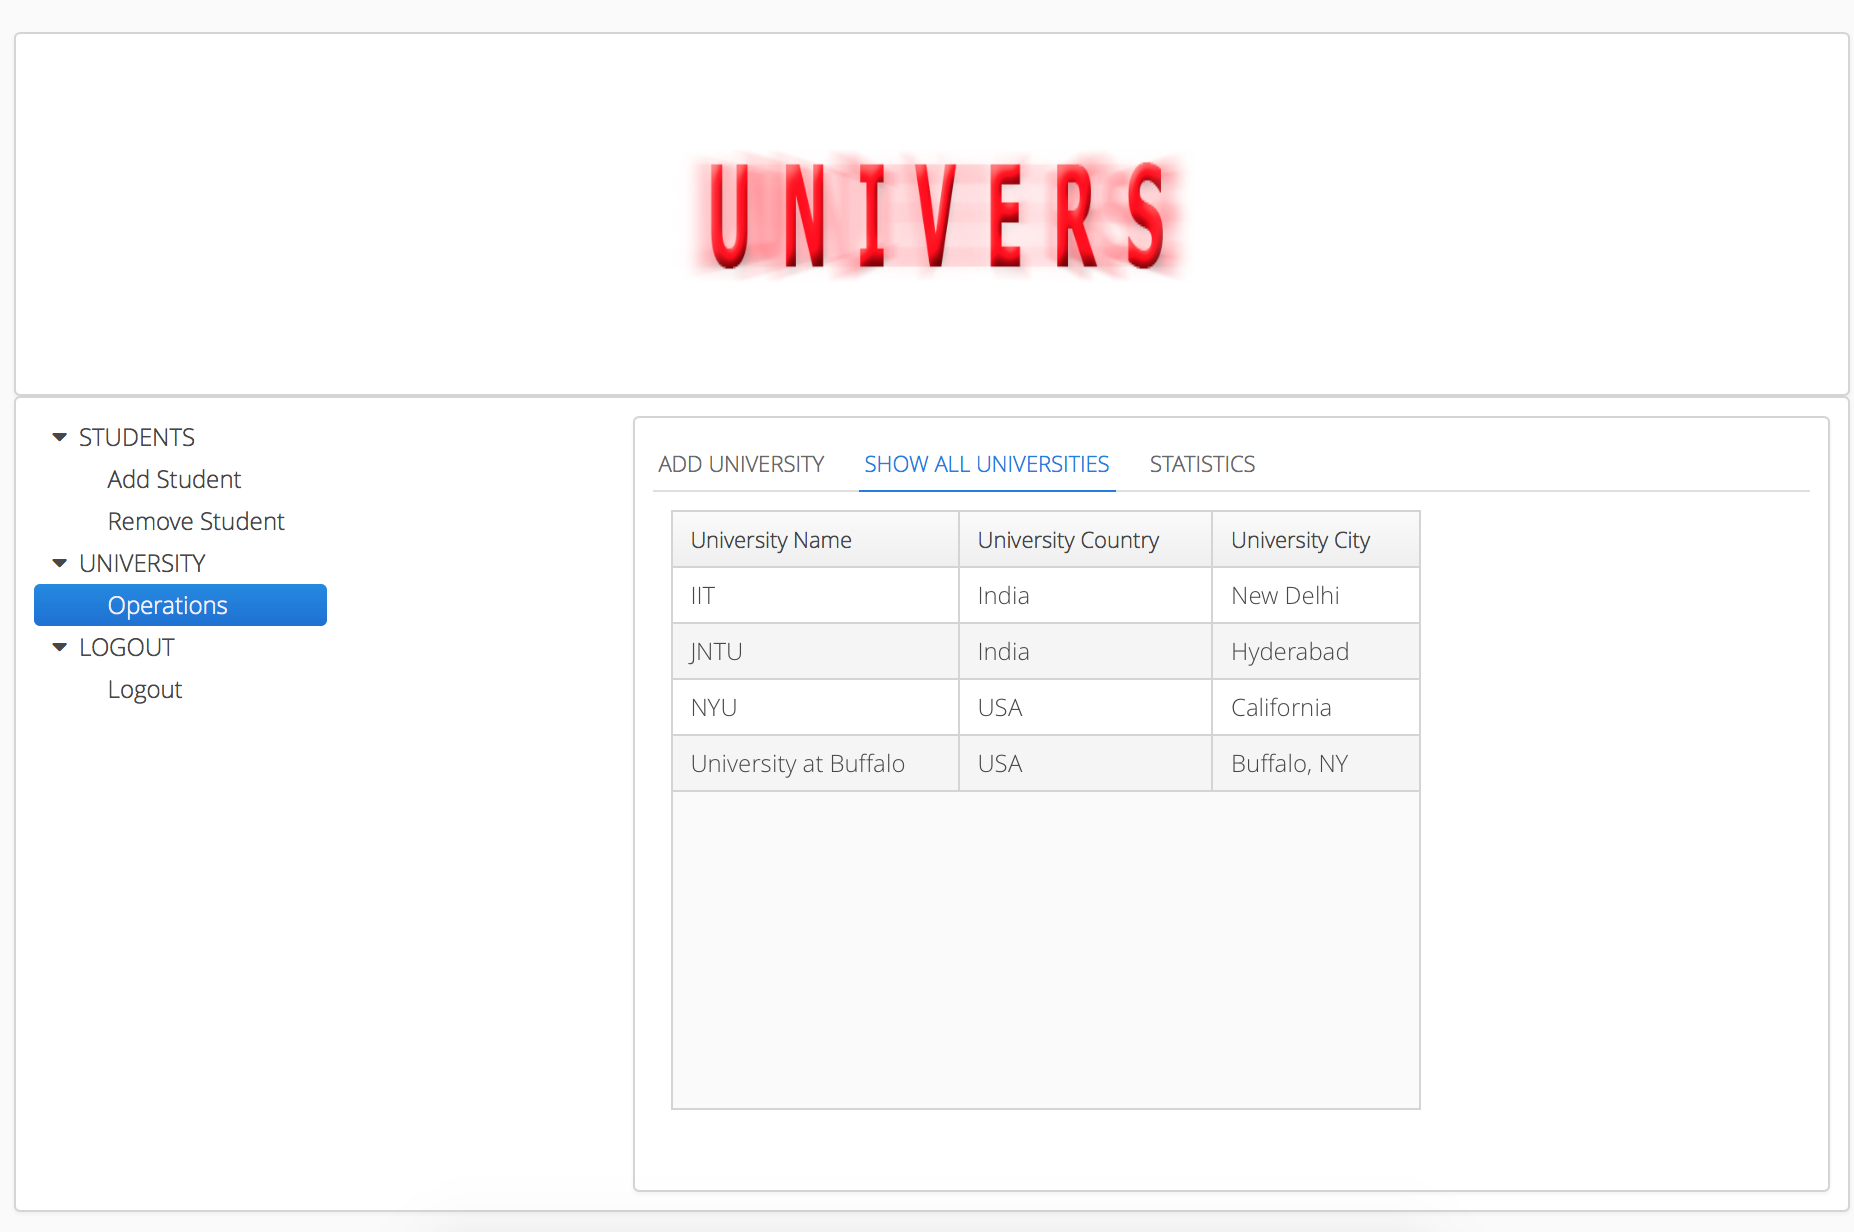 UNIVERS
STUDENTS
Add Student
Remove Student
UNIVERSITY
Operations
LOGOUT
Logout
ADD UNIVERSITY SHOW ALL UNIVERSITIES STATISTICS
University Name University Country University City
IIT India New Delhi
JNTU India Hyderabad
NYU USA California
University at Buffalo USA Buffalo, NY